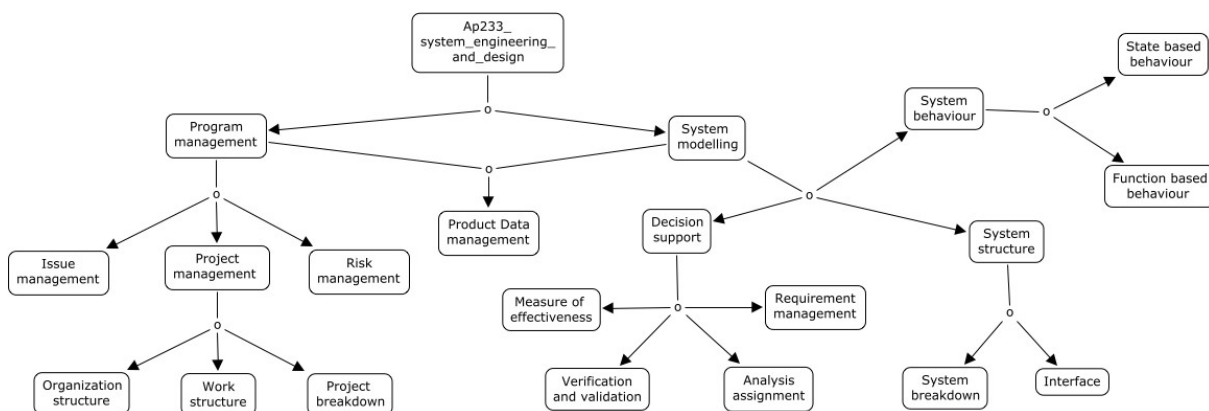 Ap233_
system_engineering_
and_design
State based
behaviour
System
behaviour
Program
management
System
modelling
Function based
behaviour
Product Data
management
Decision
support
System
structure
Issue
management
Project
management
Risk
management
Measure of
effectiveness
Requirement
management
Organization
structure
Work
structure
Project
breakdown
Verification
and validation
Analysis
assignment
System
breakdown
Interface